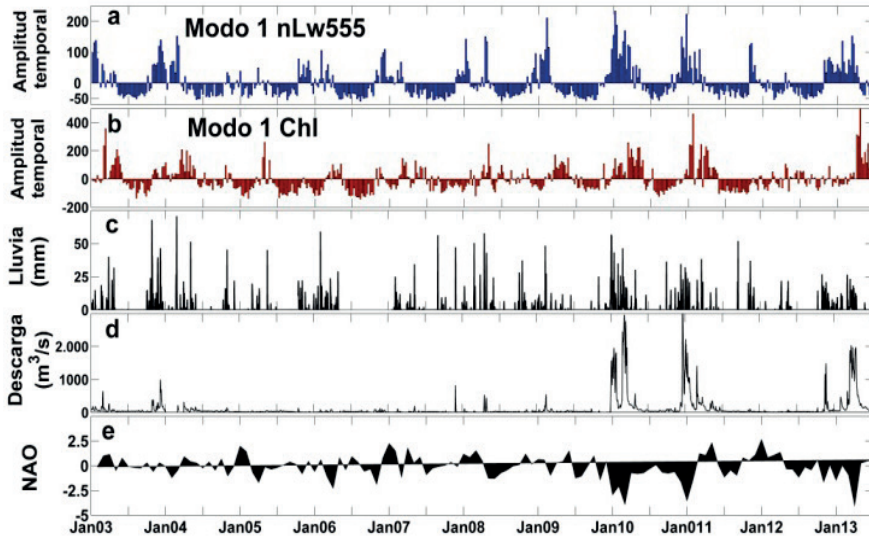 a
Modo 1 nLw555
Amplitud
temporal
200
100
0
-50
b
Modo 1 Chl
Amplitud
temporal
400
200
0
-200
c
Lluvia
(mm)
50
25
0
d
Descarga
(m³/s)
2.000
1000
0
e
NAO
2.5
0
-2.5
-5
Jan03 Jan04 Jan05 Jan06 Jan07 Jan08 Jan09 Jan10 Jan011 Jan12 Jan13